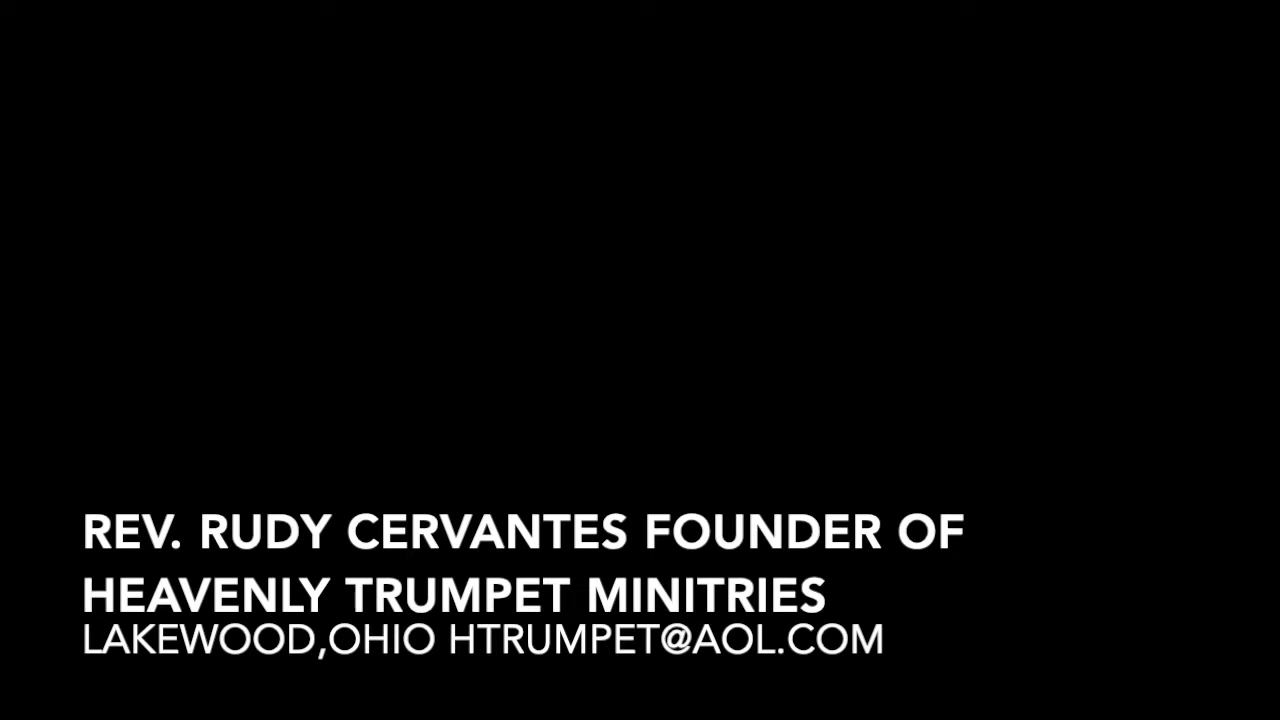 REV. RUDY CERVANTES FOUNDER OF
HEAVENLY TRUMPET MINITRIES
LAKEWOOD,OHIO HTRUMPET@AOL.COM